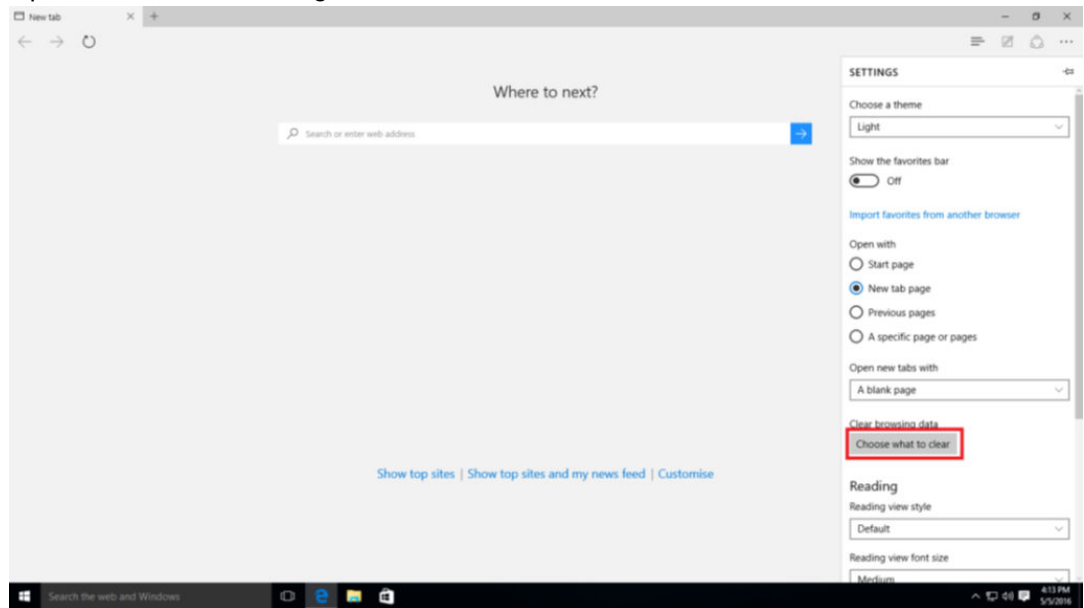 New tab
Where to next?
Search or enter web address
Show top sites | Show top sites and my news feed | Customise
SETTINGS
Choose a theme
Light
Show the favorites bar
Off
Import favorites from another browser
Open with
Start page
New tab page
Previous pages
A specific page or pages
Open new tabs with
A blank page
Clear browsing data
Choose what to clear
Reading
Reading view style
Default
Reading view font size
Medium
Search the web and Windows
4:13 PM
5/5/2016